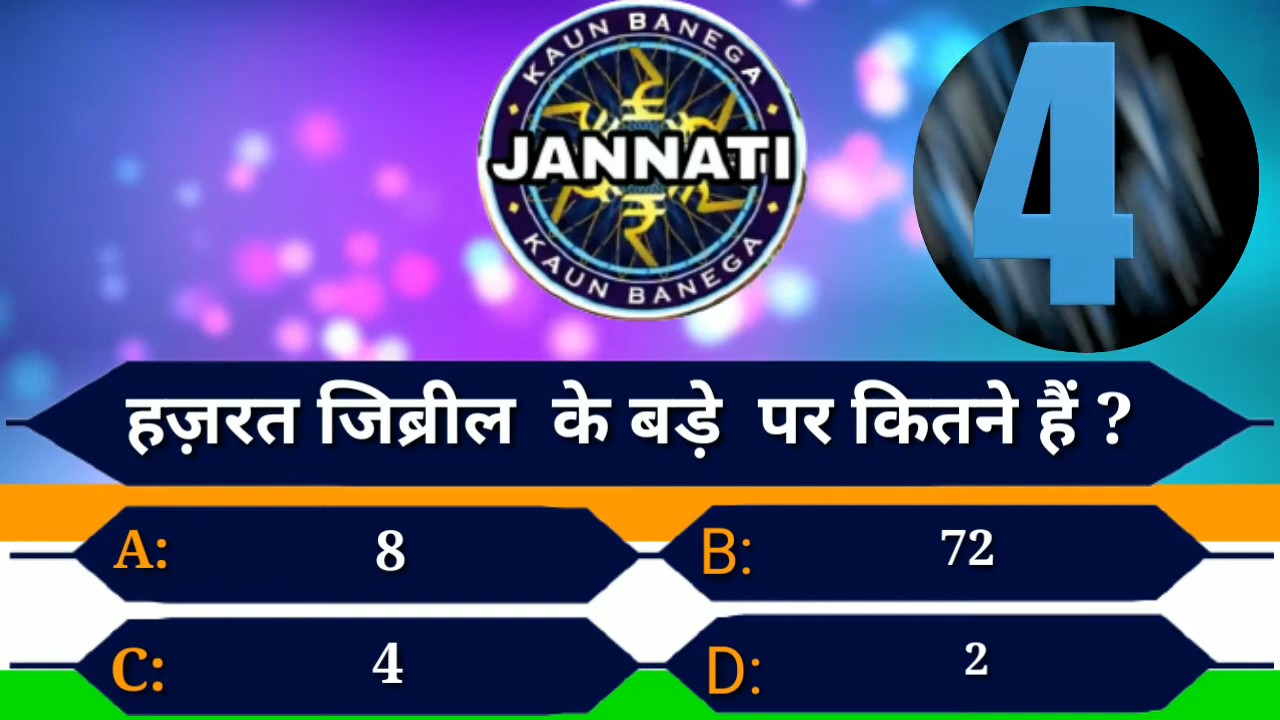 KAUN BANEGA
JANNATI
KAUN BANEGA
4
हज़रत जिब्रील के बड़े पर कितने हैं ?
A: 8
B: 72
C: 4
D: 2